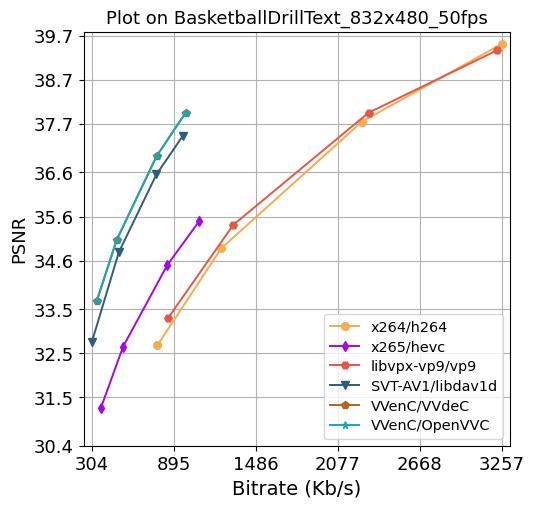 Plot on BasketballDrillText_832x480_50fps
39.7
38.7
37.7
36.6
35.6
34.6
33.5
32.5
31.5
30.4
PSNR
x264/h264
x265/hevc
libvpx-vp9/vp9
SVT-AV1/libdav1d
VVenC/VVdeC
VVenC/OpenVVC
304 895 1486 2077 2668 3257
Bitrate (Kb/s)